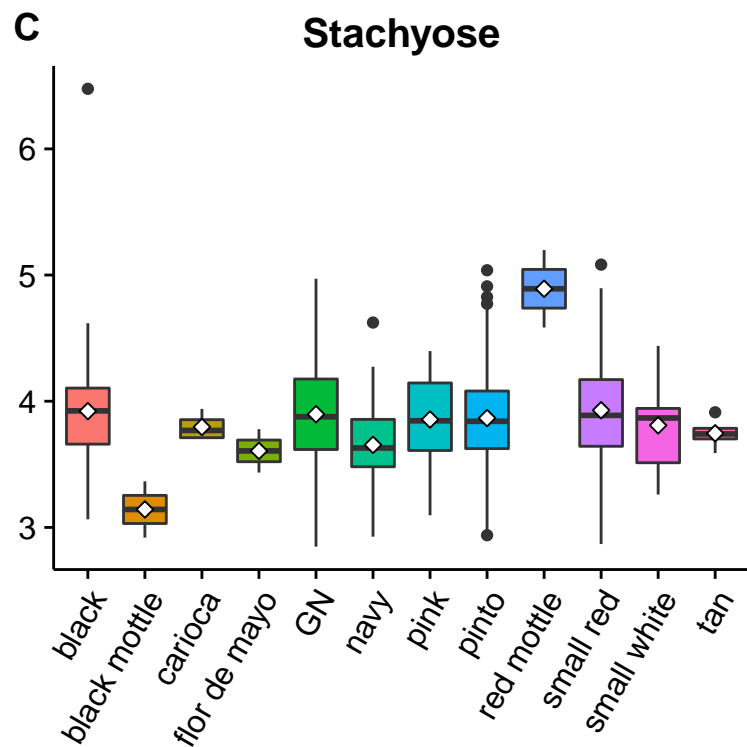 C
Stachyose
6
5
4
3
black
black mottle
carioca
flor de mayo
GN
navy
pink
pinto
red mottle
small red
small white
tan